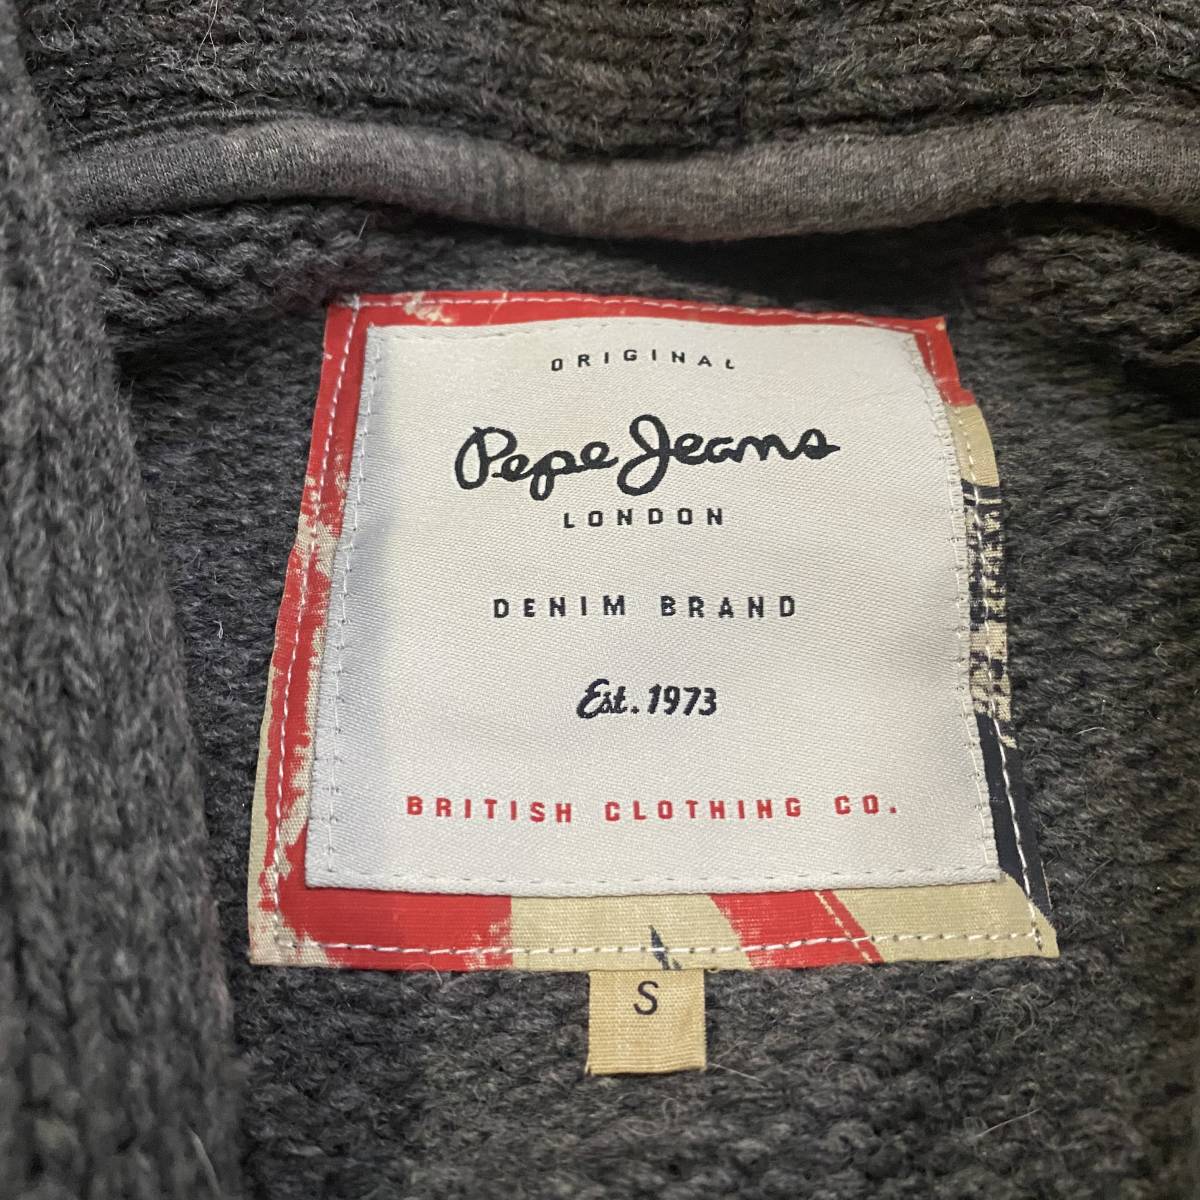 ORIGINAL
Pepe Jeans
LONDON
DENIM BRAND
Est. 1973
BRITISH CLOTHING CO.
S